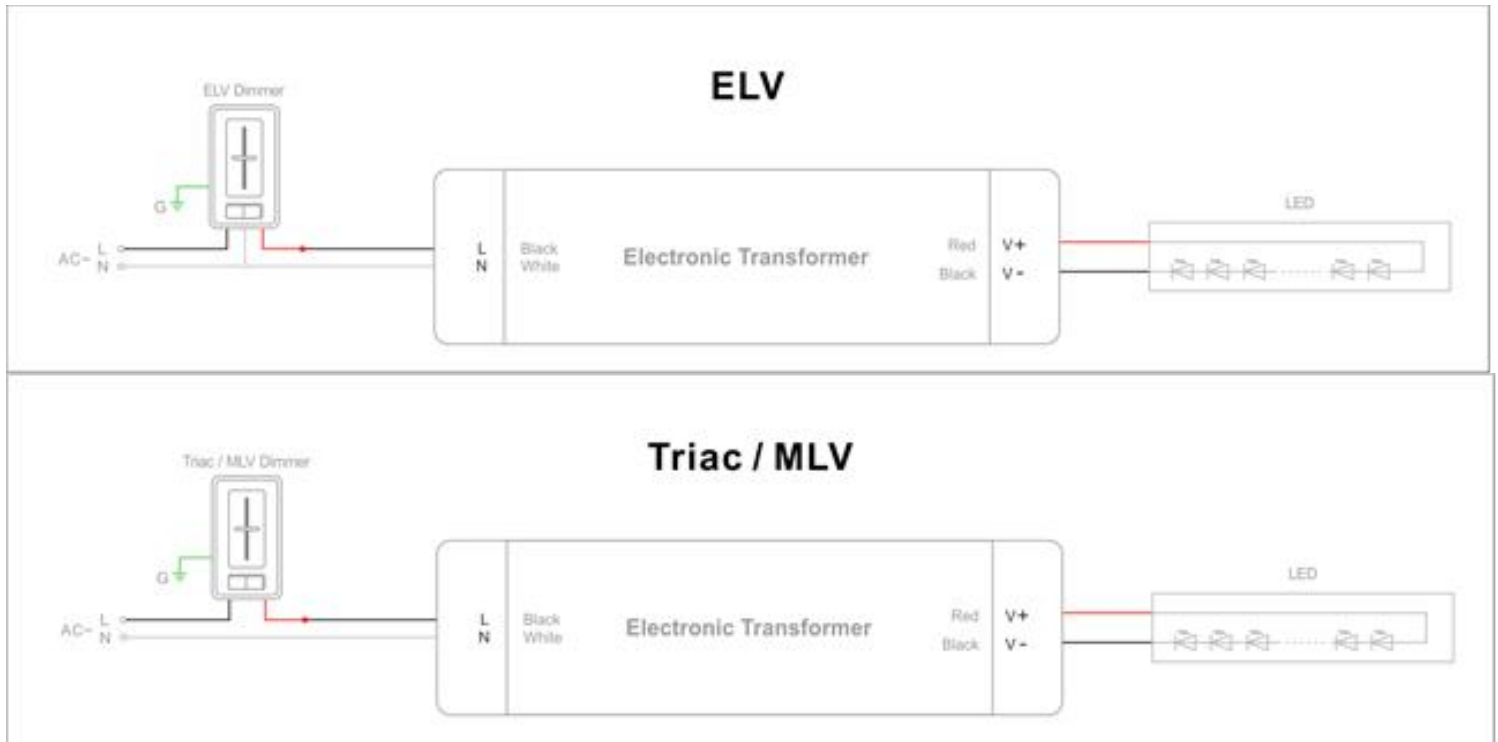 ELV
ELV Dimmer
G
AC~ L
N
L Black
N White
Electronic Transformer
Red V+
Black V-
LED
Triac / MLV
Triac / MLV Dimmer
G
AC~ L
N
L Black
N White
Electronic Transformer
Red V+
Black V-
LED